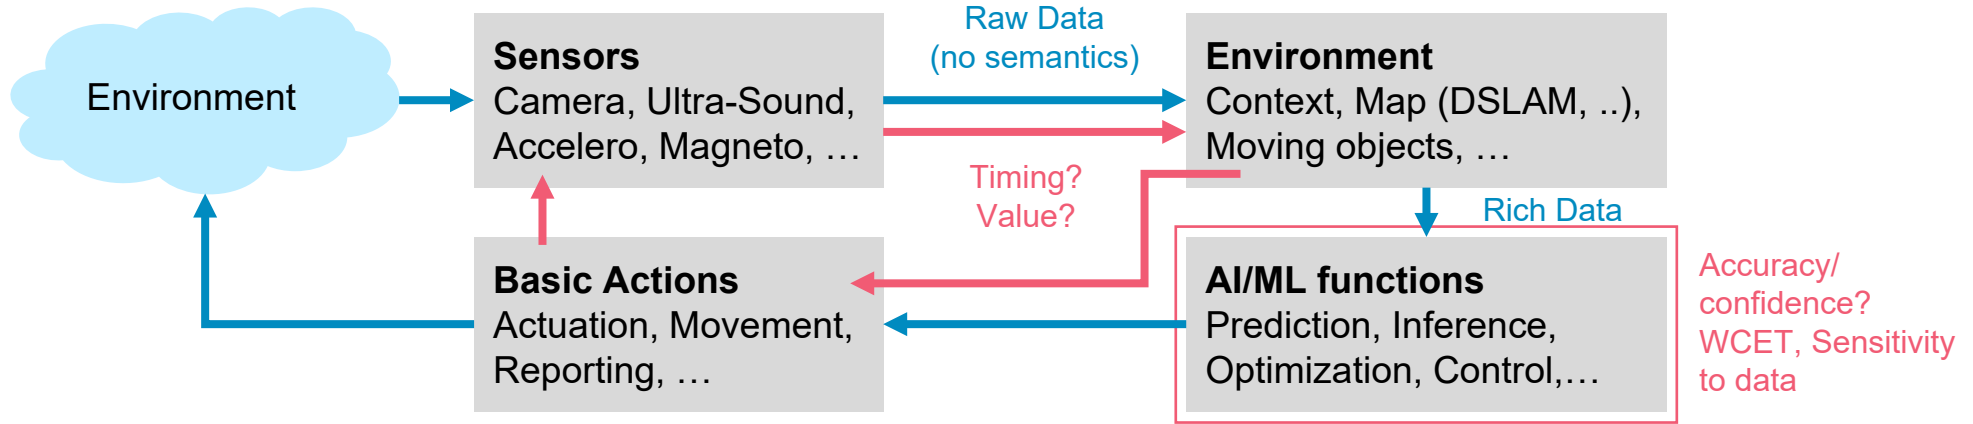 Environment
Sensors
Camera, Ultra-Sound,
Accelero, Magneto, …
Raw Data
(no semantics)
Environment
Context, Map (DSLAM, ..),
Moving objects, …
Timing?
Value?
Rich Data
Basic Actions
Actuation, Movement,
Reporting, …
AI/ML functions
Prediction, Inference,
Optimization, Control,…
Accuracy/
confidence?
WCET, Sensitivity
to data